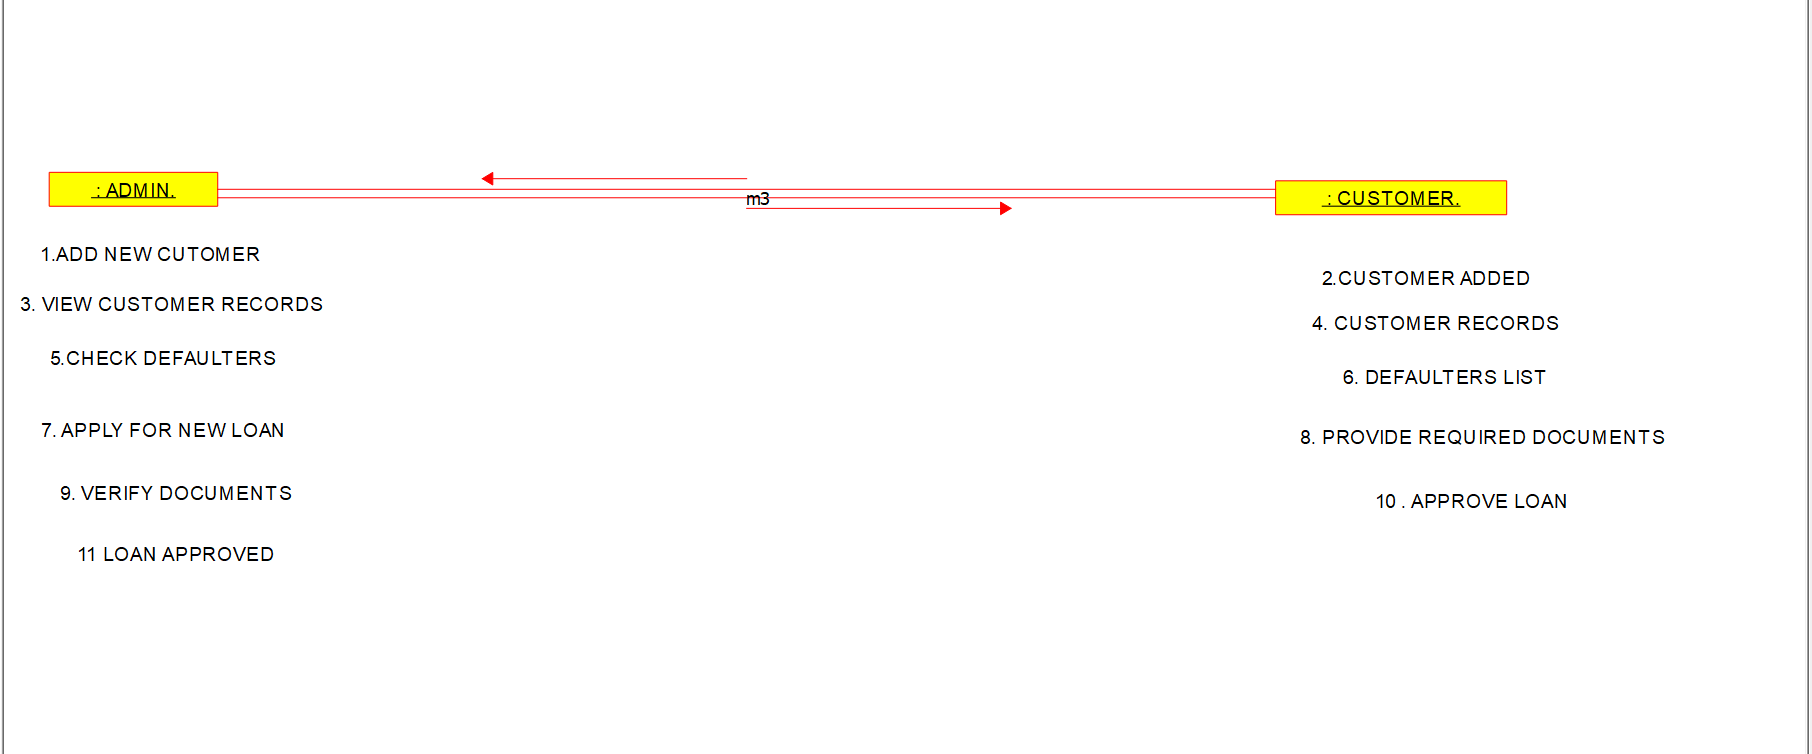 : ADMIN.
m3
: CUSTOMER.
1.ADD NEW CUTOMER
2.CUSTOMER ADDED
3. VIEW CUSTOMER RECORDS
4. CUSTOMER RECORDS
5.CHECK DEFAULTERS
6. DEFAULTERS LIST
7. APPLY FOR NEW LOAN
8. PROVIDE REQUIRED DOCUMENTS
9. VERIFY DOCUMENTS
10 . APPROVE LOAN
11 LOAN APPROVED